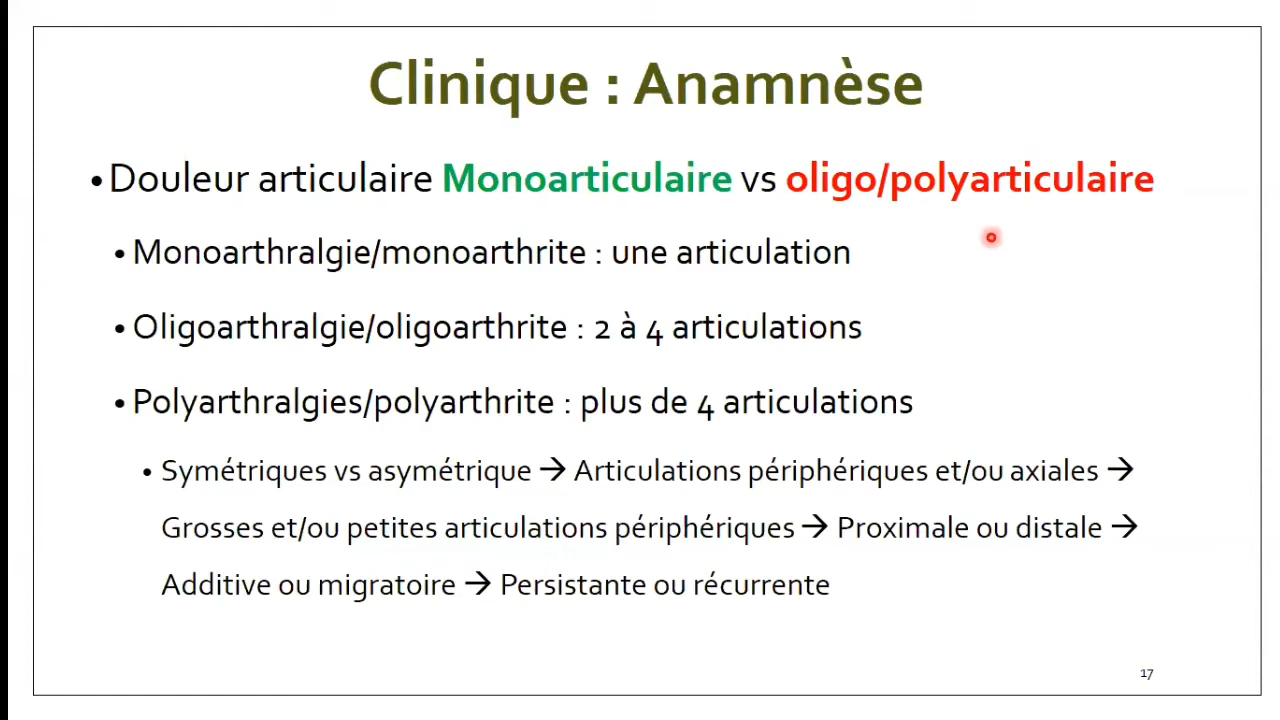 Clinique : Anamnèse
• Douleur articulaire Monoarticulaire vs oligo/polyarticulaire
• Monoarthralgie/monoarthrite : une articulation
• Oligoarthralgie/oligoarthrite : 2 à 4 articulations
• Polyarthralgies/polyarthrite : plus de 4 articulations
• Symétriques vs asymétrique → Articulations périphériques et/ou axiales →
Grosses et/ou petites articulations périphériques → Proximale ou distale →
Additive ou migratoire → Persistante ou récurrente
17